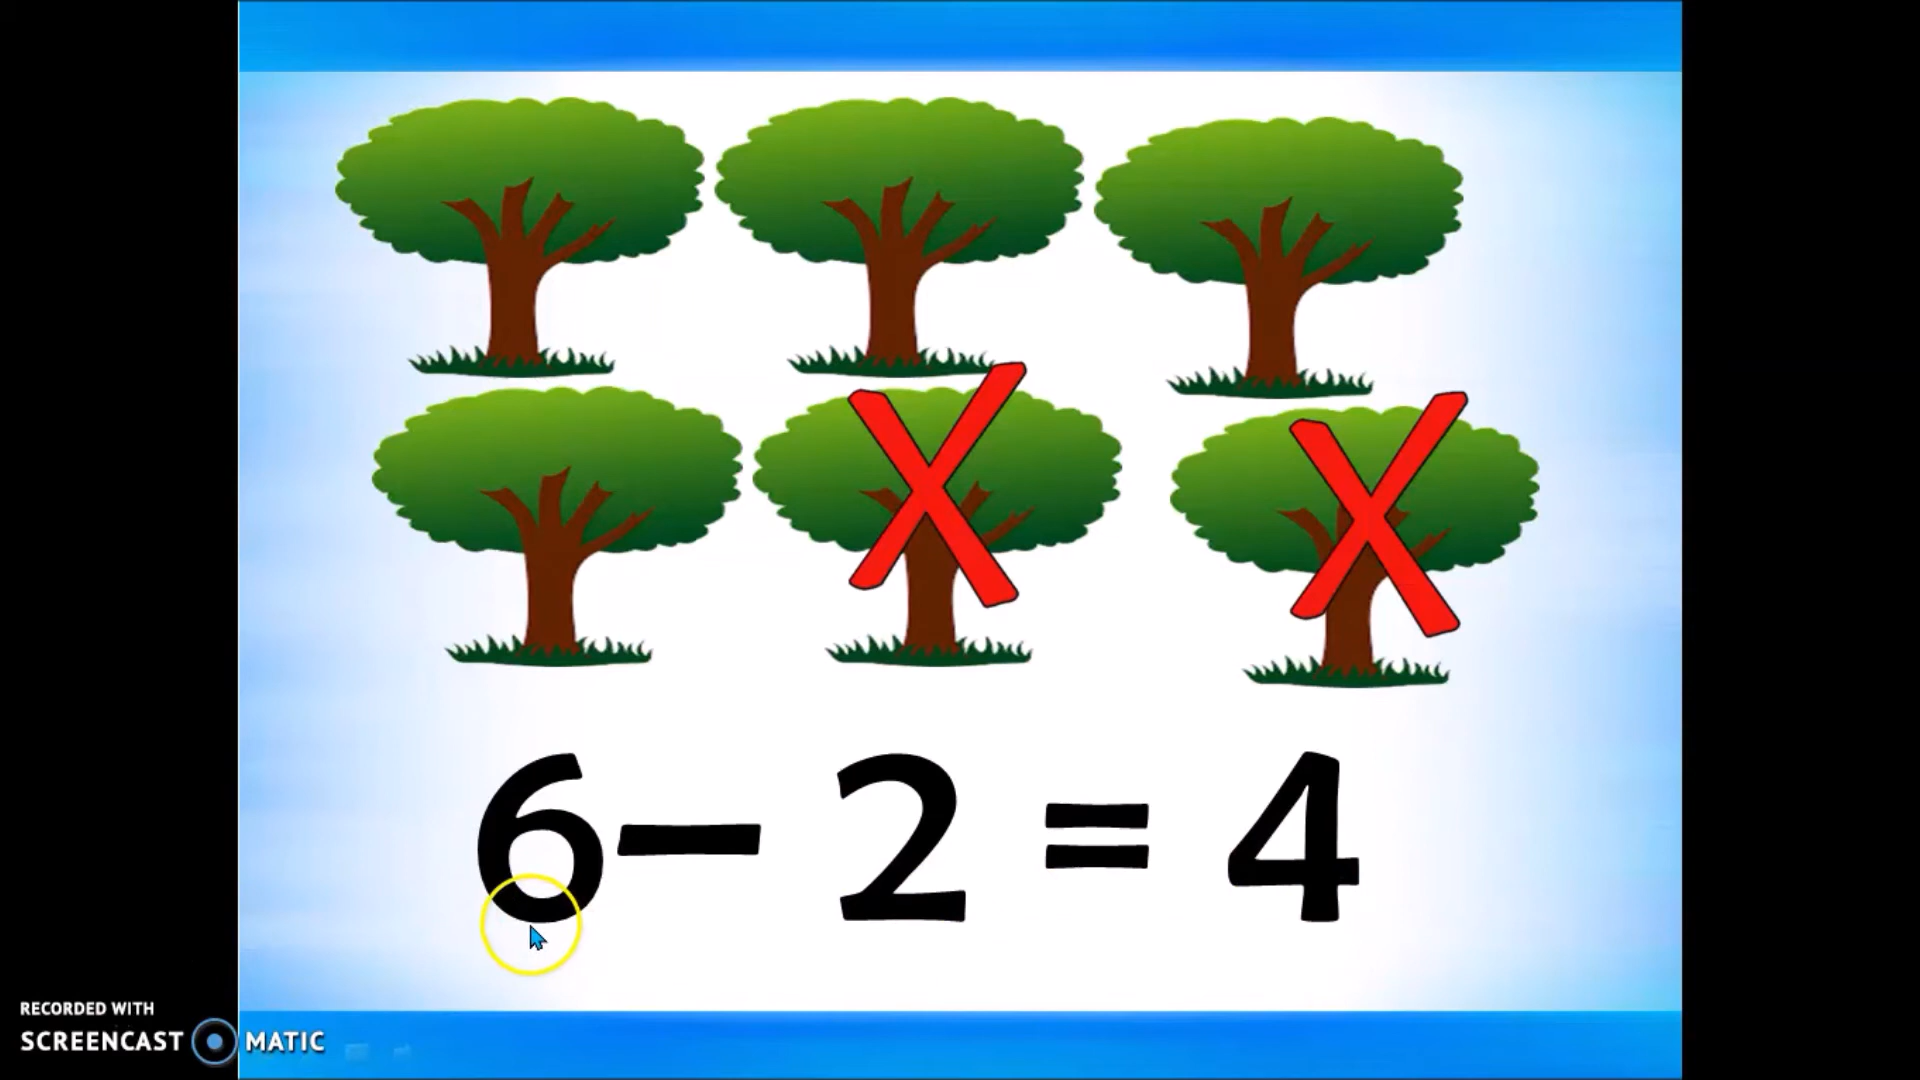 6 – 2 = 4
RECORDED WITH
SCREENCAST MATIC